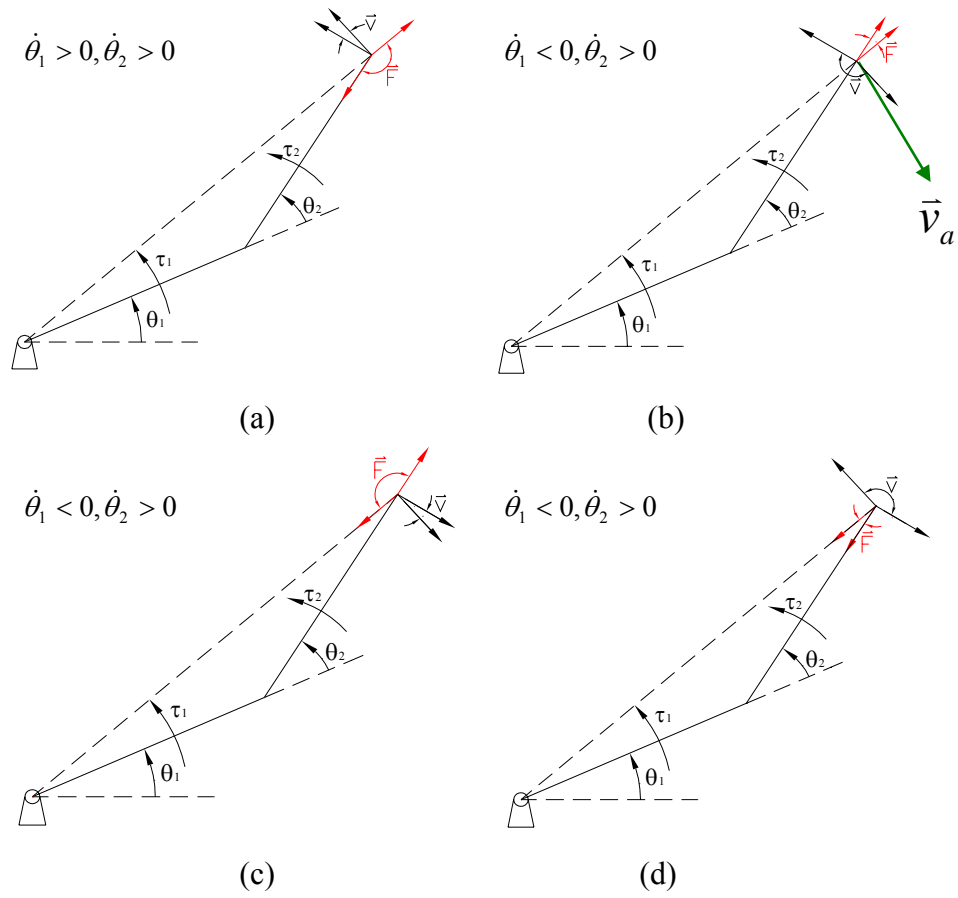 θ̇₁ > 0, θ̇₂ > 0
v⃗
F⃗
τ₂
θ₂
τ₁
θ₁
(a)
θ̇₁ < 0, θ̇₂ > 0
F⃗
v⃗
v⃗ₐ
τ₂
θ₂
τ₁
θ₁
(b)
θ̇₁ < 0, θ̇₂ > 0
F⃗
v⃗
τ₂
θ₂
τ₁
θ₁
(c)
θ̇₁ < 0, θ̇₂ > 0
v⃗
F⃗
τ₂
θ₂
τ₁
θ₁
(d)